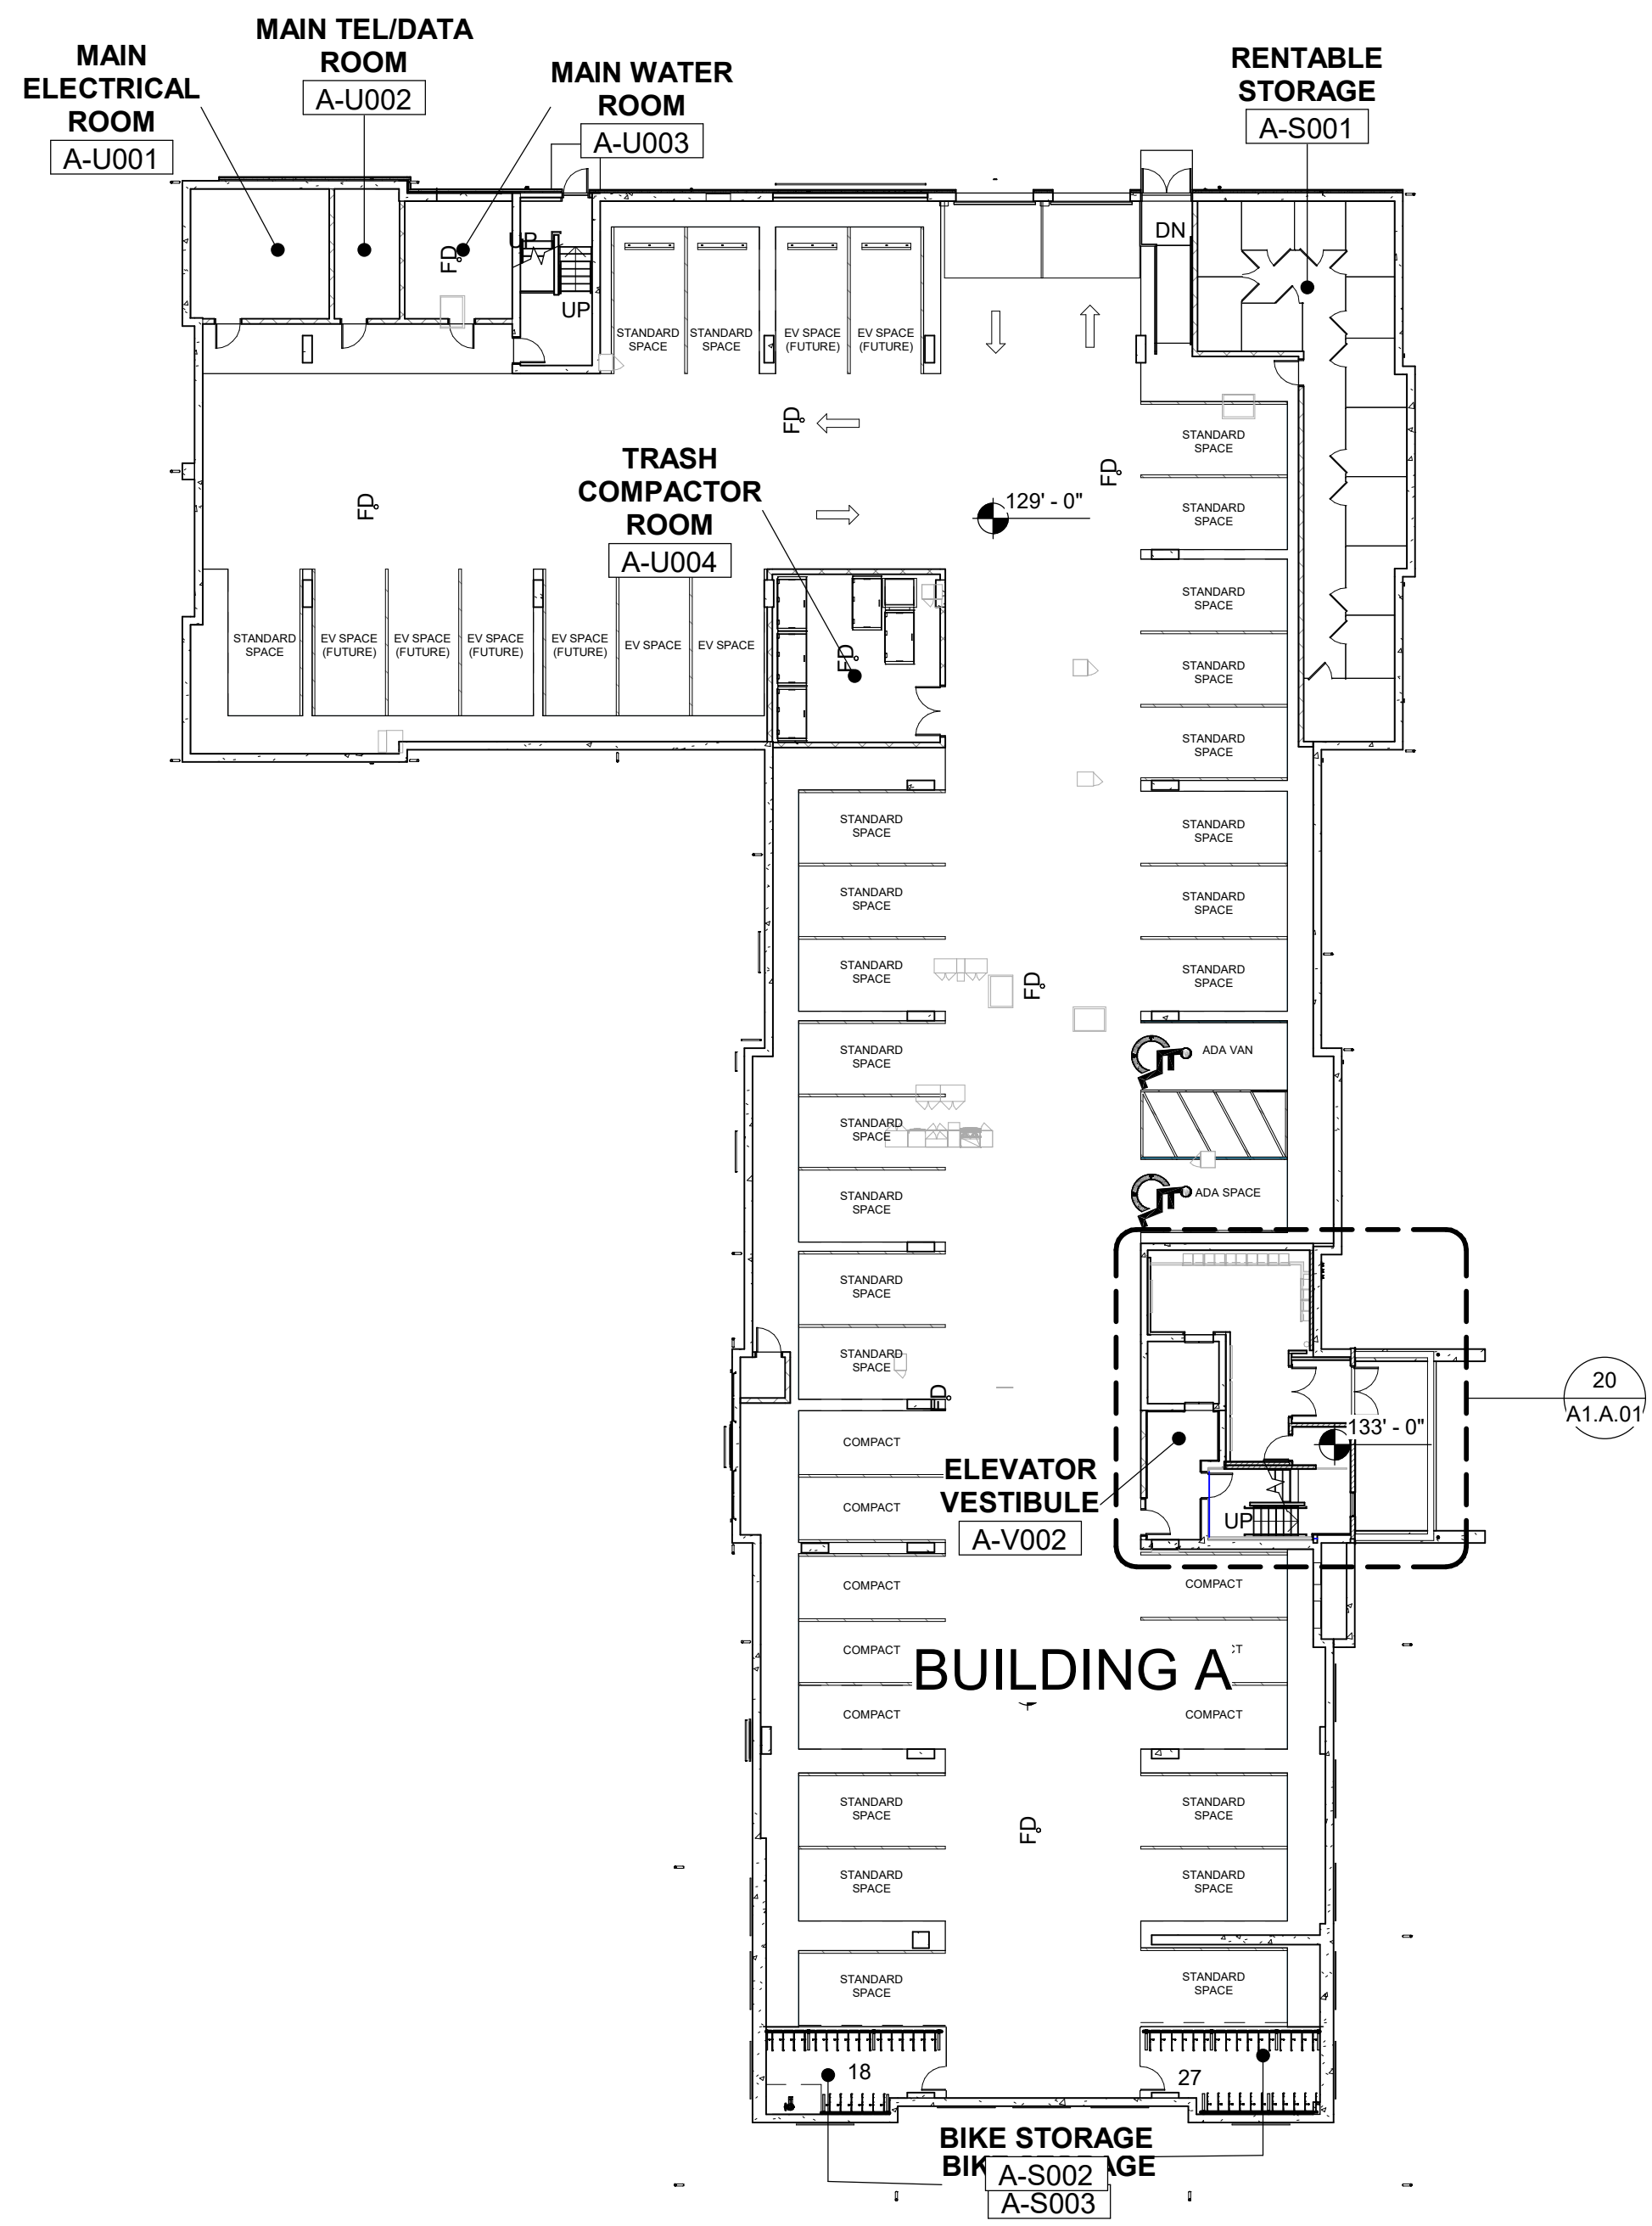 MAIN
ELECTRICAL
ROOM
A-U001
MAIN TEL/DATA
ROOM
A-U002
MAIN WATER
ROOM
A-U003
RENTABLE
STORAGE
A-S001
DN
UP
UP
FD
STANDARD
SPACE
STANDARD
SPACE
EV SPACE
(FUTURE)
EV SPACE
(FUTURE)
FD
FD
FD
TRASH
COMPACTOR
ROOM
A-U004
129' - 0"
STANDARD
SPACE
STANDARD
SPACE
STANDARD
SPACE
STANDARD
SPACE
STANDARD
SPACE
STANDARD
SPACE
EV SPACE
(FUTURE)
EV SPACE
(FUTURE)
EV SPACE
(FUTURE)
EV SPACE
(FUTURE)
EV SPACE
EV SPACE
FD
STANDARD
SPACE
STANDARD
SPACE
STANDARD
SPACE
STANDARD
SPACE
STANDARD
SPACE
STANDARD
SPACE
FD
STANDARD
SPACE
ADA VAN
STANDARD
SPACE
STANDARD
SPACE
ADA SPACE
STANDARD
SPACE
STANDARD
SPACE
FD
COMPACT
COMPACT
133' - 0"
20
A1.A.01
ELEVATOR
VESTIBULE
A-V002
UP
COMPACT
COMPACT
COMPACT
BUILDING A
COMPACT
COMPACT
STANDARD
SPACE
STANDARD
SPACE
FD
STANDARD
SPACE
STANDARD
SPACE
STANDARD
SPACE
STANDARD
SPACE
18
27
BIKE STORAGE
A-S002
A-S003